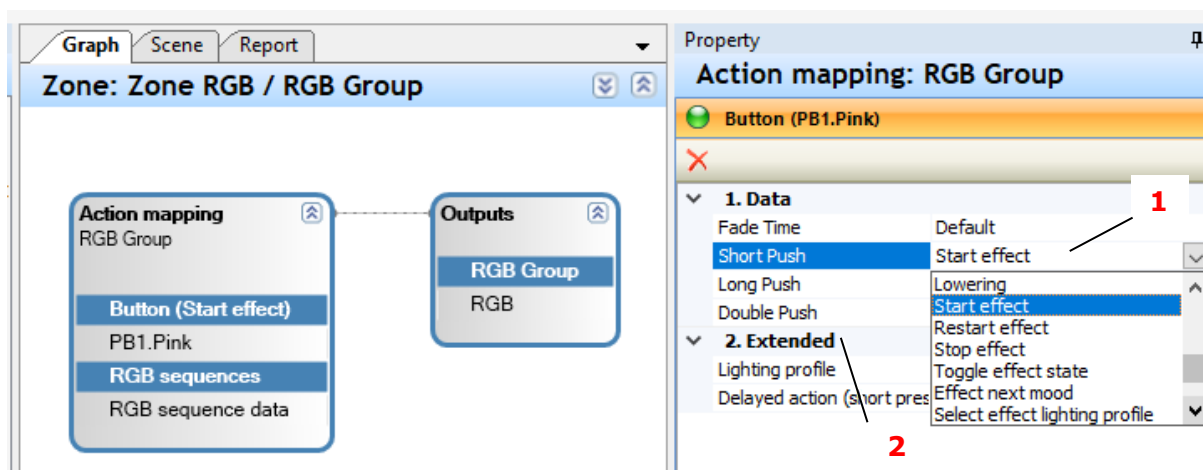 Graph Scene Report
Zone: Zone RGB / RGB Group
Action mapping
RGB Group
Button (Start effect)
PB1.Pink
RGB sequences
RGB sequence data
Outputs
RGB Group
RGB
Property
Action mapping: RGB Group
Button (PB1.Pink)
1. Data
1
Fade Time Default
Short Push Start effect
Long Push
Double Push
2. Extended
Lighting profile
Delayed action (short pres
Lowering
Start effect
Restart effect
Stop effect
Toggle effect state
Effect next mood
Select effect lighting profile
2